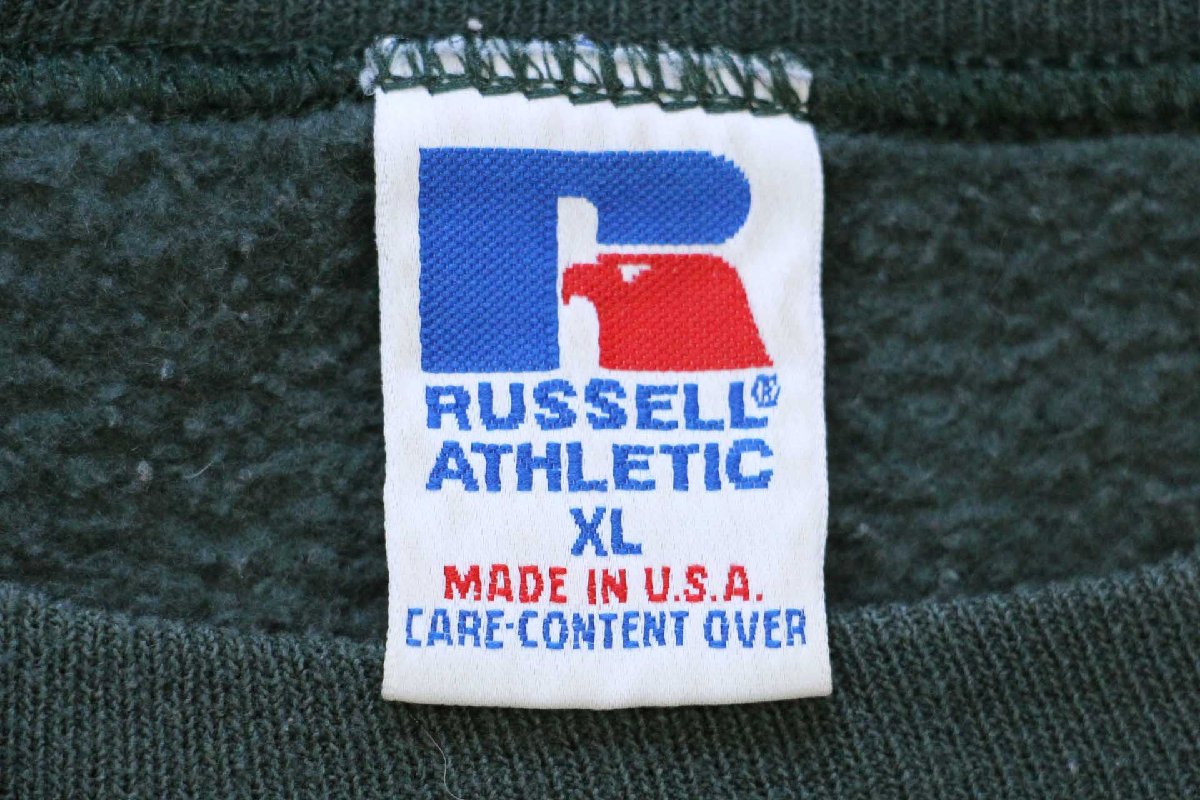 RUSSELL®
ATHLETIC
XL
MADE IN U.S.A.
CARE-CONTENT OVER